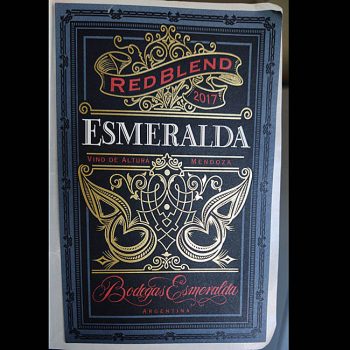 RED BLEND
2017
ESMERALDA
VINO DE ALTURA MENDOZA
Bodegas Esmeralda
ARGENTINA